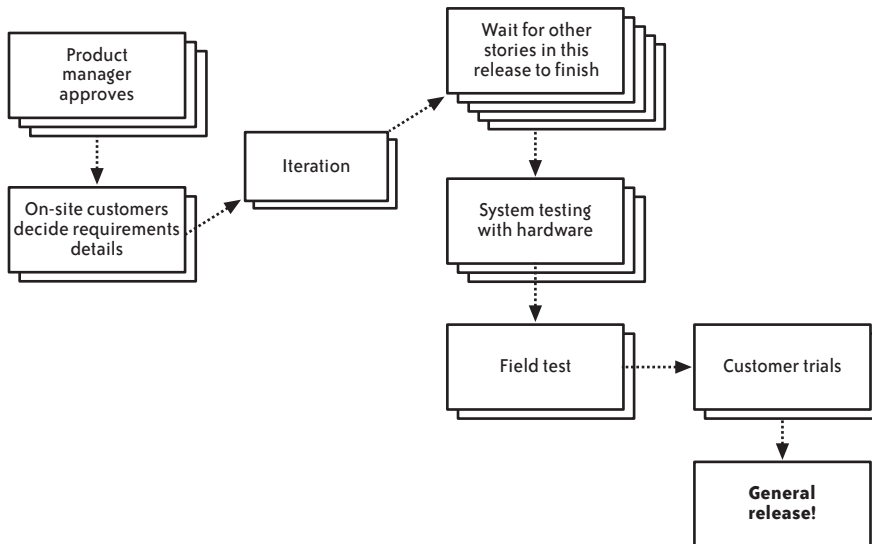 Product
manager
approves
On-site customers
decide requirements
details
Iteration
Wait for other
stories in this
release to finish
System testing
with hardware
Field test
Customer trials
General
release!